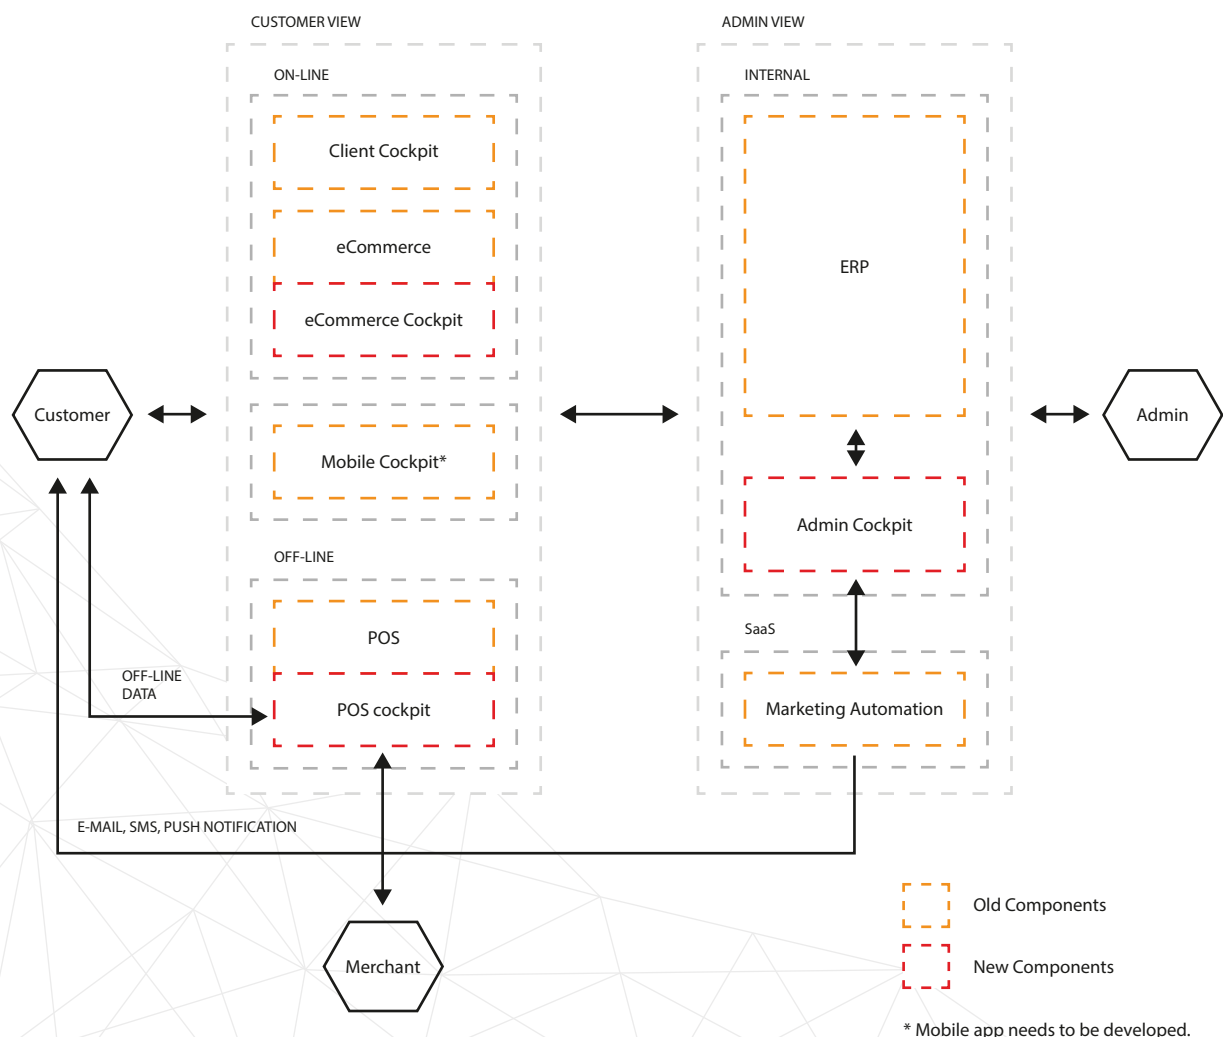 CUSTOMER VIEW
ADMIN VIEW
ON-LINE
INTERNAL
Client Cockpit
eCommerce
eCommerce Cockpit
ERP
Customer
Admin
Mobile Cockpit*
Admin Cockpit
OFF-LINE
POS
SaaS
OFF-LINE
DATA
POS cockpit
Marketing Automation
E-MAIL, SMS, PUSH NOTIFICATION
Merchant
Old Components
New Components
* Mobile app needs to be developed.